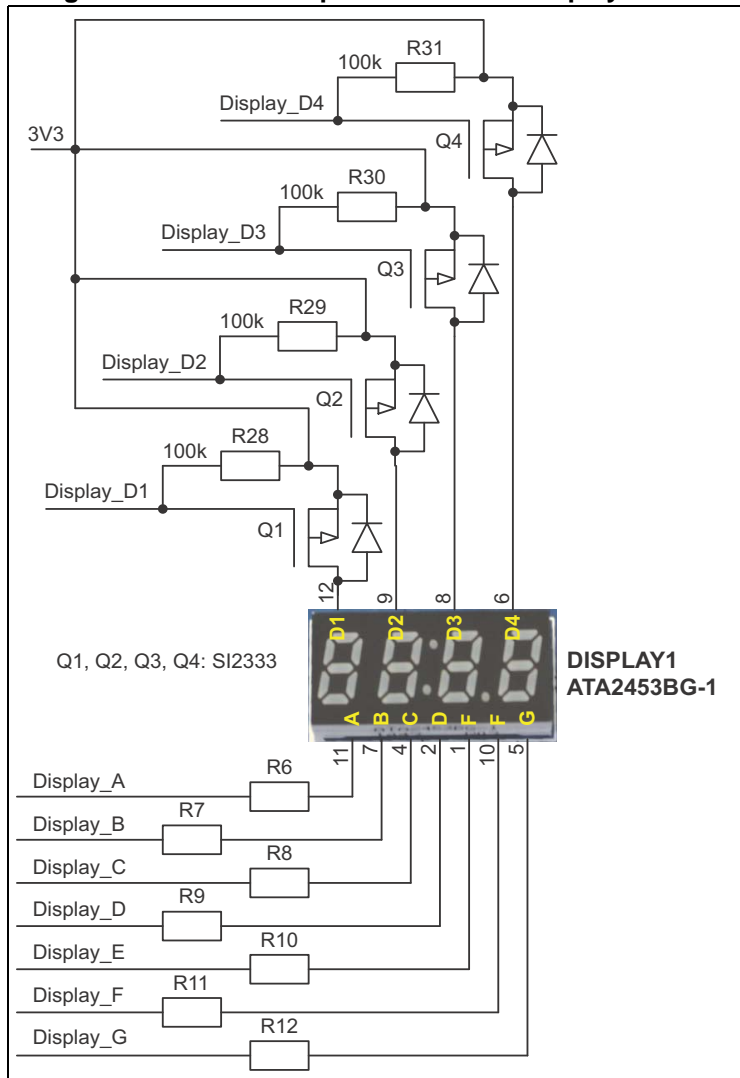 R31
100k
Display_D4
3V3
Q4
R30
100k
Display_D3
Q3
R29
100k
Display_D2
Q2
R28
100k
Display_D1
Q1
12 9 8 6
D1 D2 D3 D4
Q1, Q2, Q3, Q4: SI2333
DISPLAY1
ATA2453BG-1
A B C D F F G
11 7 4 2 1 10 5
Display_A R6
Display_B R7
Display_C R8
Display_D R9
Display_E R10
Display_F R11
Display_G R12